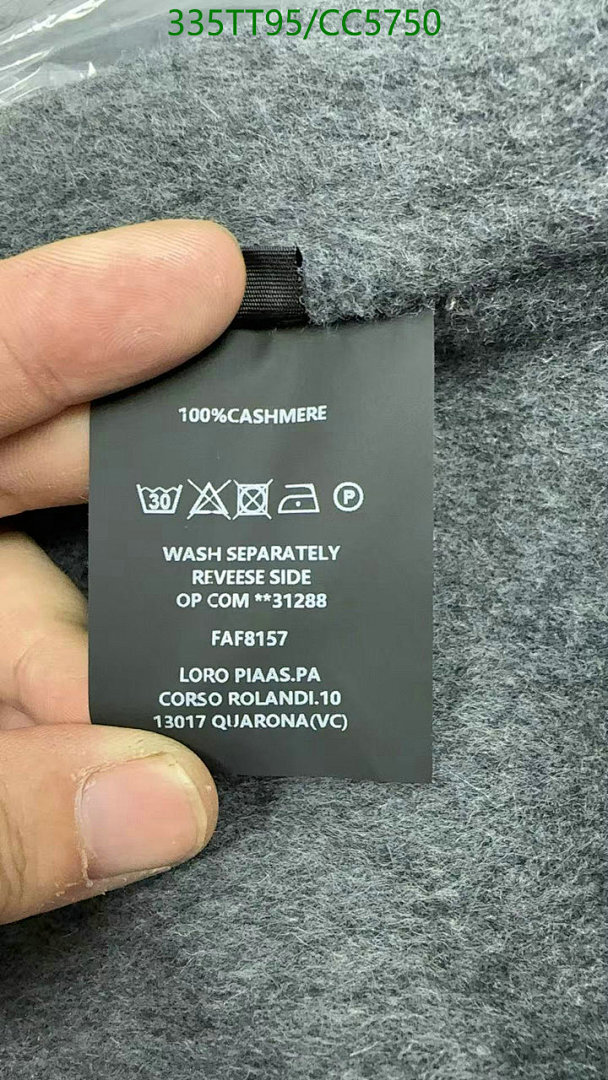 335TT95/CC5750
100%CASHMERE
30 P
WASH SEPARATELY
REVEESE SIDE
OP COM **31288
FAF8157
LORO PIAAS.PA
CORSO ROLANDI.10
13017 QUARONA(VC)